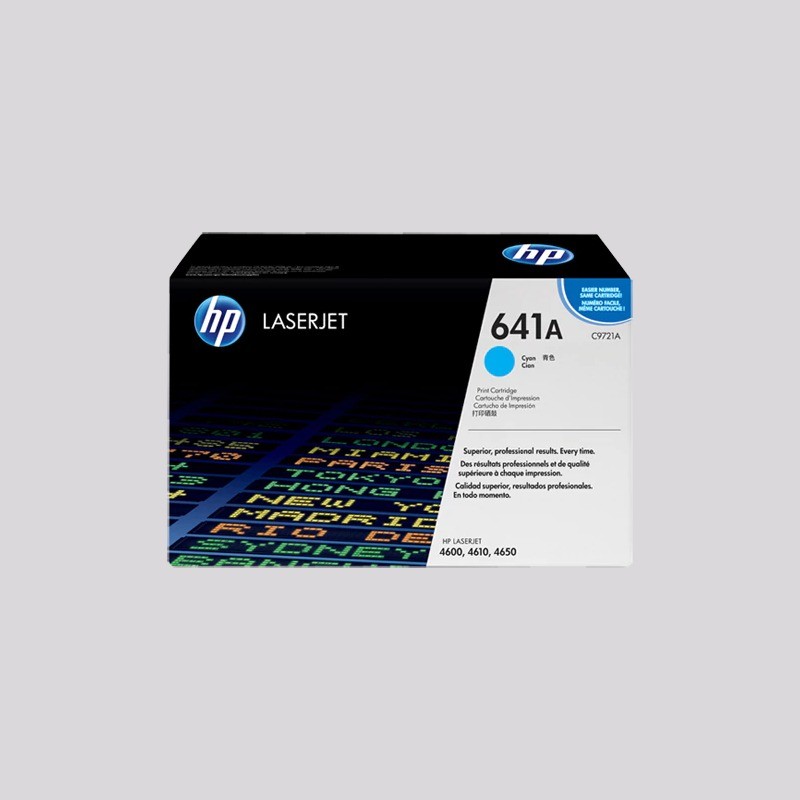 hp
EASIER NUMBER,
SAME CARTRIDGE!
NUMÉRO FACILE,
MÊME CARTOUCHE !
hp LASERJET
641A C9721A
Cyan 青色
Cian
Print Cartridge
Cartouche d'Impression
Cartucho de Impresión
打印硒鼓
Superior, professional results. Every time.
Des résultats professionnels et de qualité
supérieure à chaque impression.
Calidad superior, resultados profesionales.
En todo momento.
HP LASERJET
4600, 4610, 4650
LONDO
MIAMI
PARIS
TOKYO
HONG
NEW YO
MADRID
RIO DE
SYDNEY
BANG